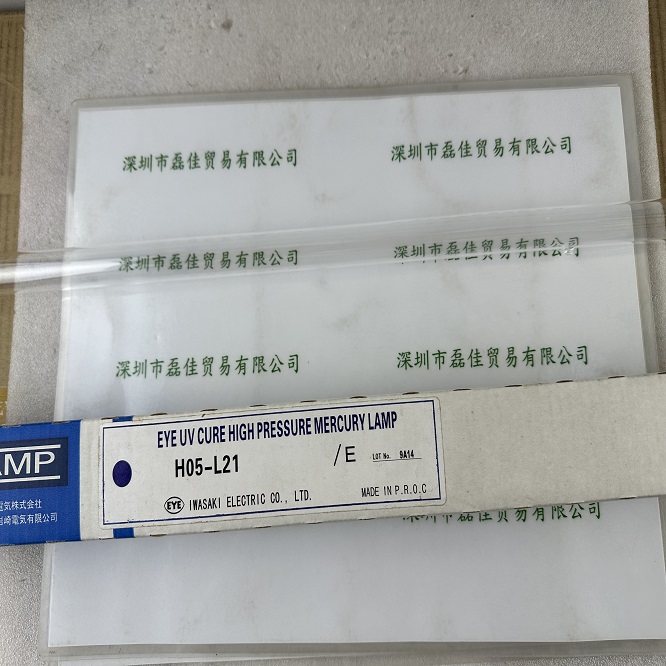 深圳市磊佳贸易有限公司 深圳市磊佳贸易有限公司
深圳市磊佳贸易有限公司 深圳市磊佳贸易有限公司
深圳市磊佳贸易有限公司 深圳市磊佳贸易有限公司
AMP
電気株式会社
岩崎電気有限公司
EYE UV CURE HIGH PRESSURE MERCURY LAMP
H05-L21 /E LOT No. 9A14
EYE IWASAKI ELECTRIC CO., LTD. MADE IN P.R.O.C
深圳市磊佳贸易有限公司